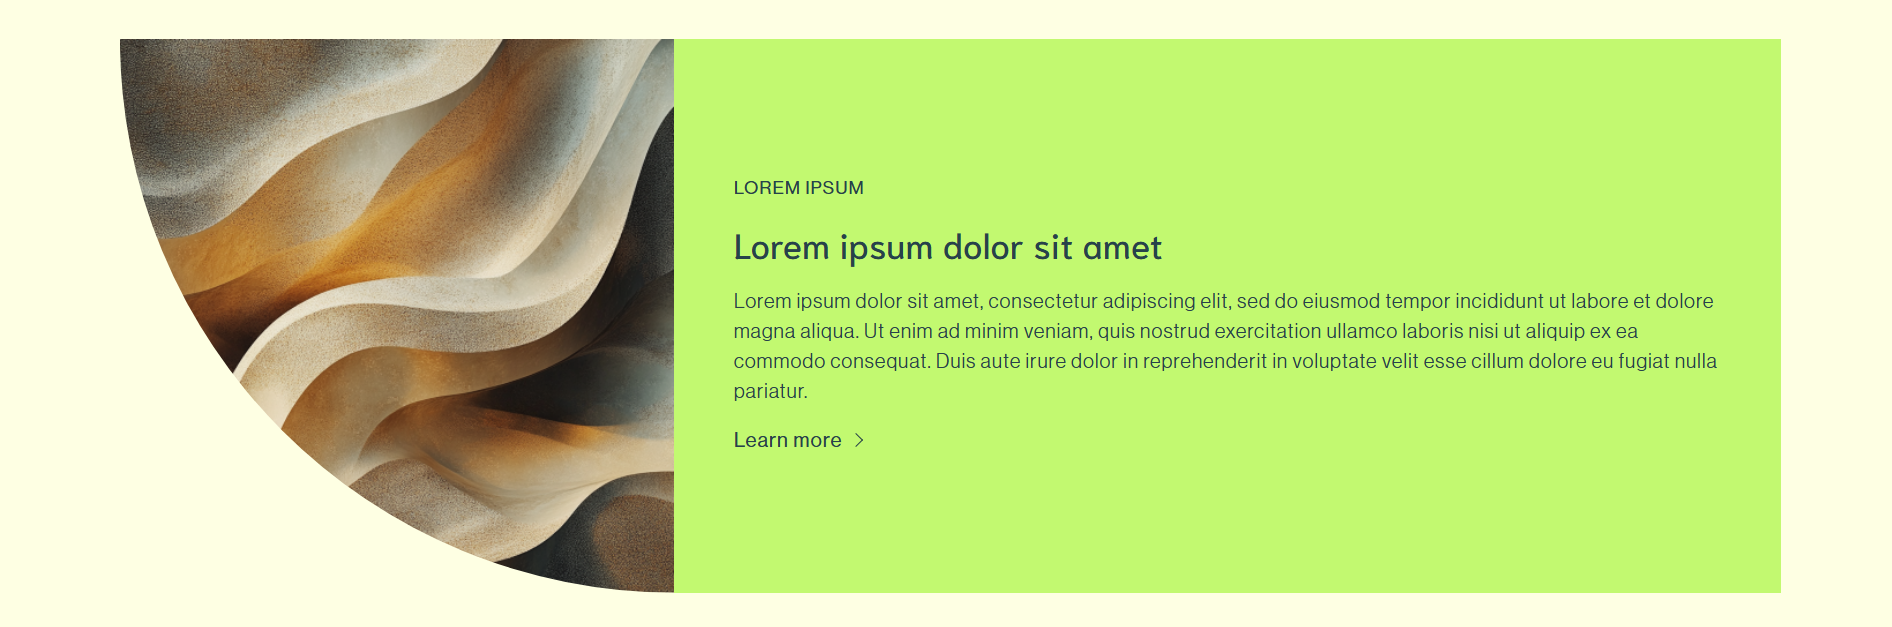 LOREM IPSUM
Lorem ipsum dolor sit amet
Lorem ipsum dolor sit amet, consectetur adipiscing elit, sed do eiusmod tempor incididunt ut labore et dolore
magna aliqua. Ut enim ad minim veniam, quis nostrud exercitation ullamco laboris nisi ut aliquip ex ea
commodo consequat. Duis aute irure dolor in reprehenderit in voluptate velit esse cillum dolore eu fugiat nulla
pariatur.
Learn more